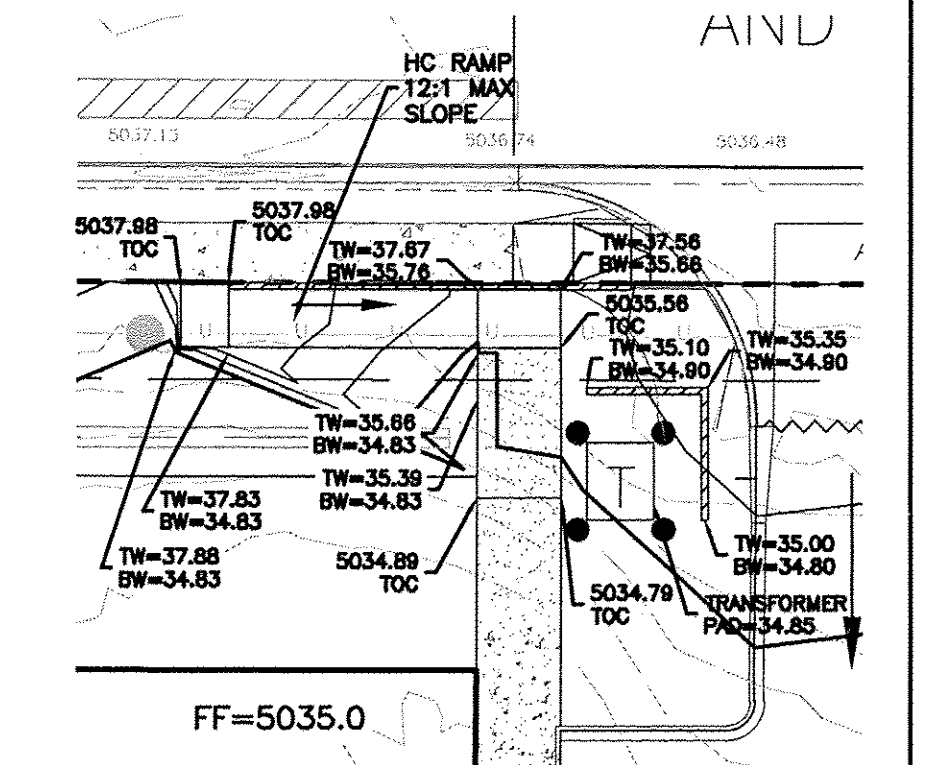 AND
HC RAMP
12:1 MAX
SLOPE
5037.13
5036.74
5036.48
5037.98
TOC
5037.98
TOC
TW=37.67
BW=35.76
TW=37.56
BW=35.66
5035.56
TOC
TW=35.10
BW=34.90
TW=35.35
BW=34.90
U U U U U U
TW=35.66
BW=34.83
TW=35.39
BW=34.83
TW=37.83
BW=34.83
TW=37.88
BW=34.83
T
5034.89
TOC
TW=35.00
BW=34.80
5034.79
TOC
TRANSFORMER
PAD=34.85
FF=5035.0